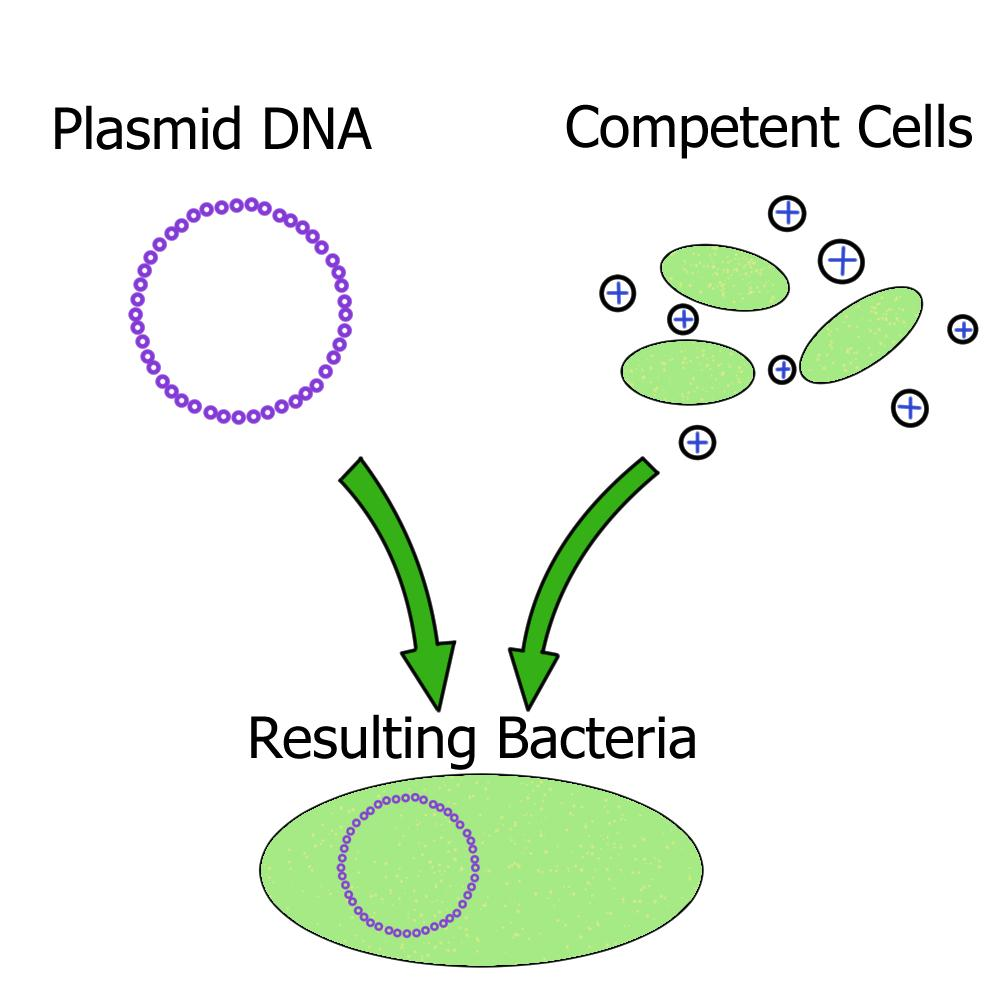 Plasmid DNA
Competent Cells
Resulting Bacteria